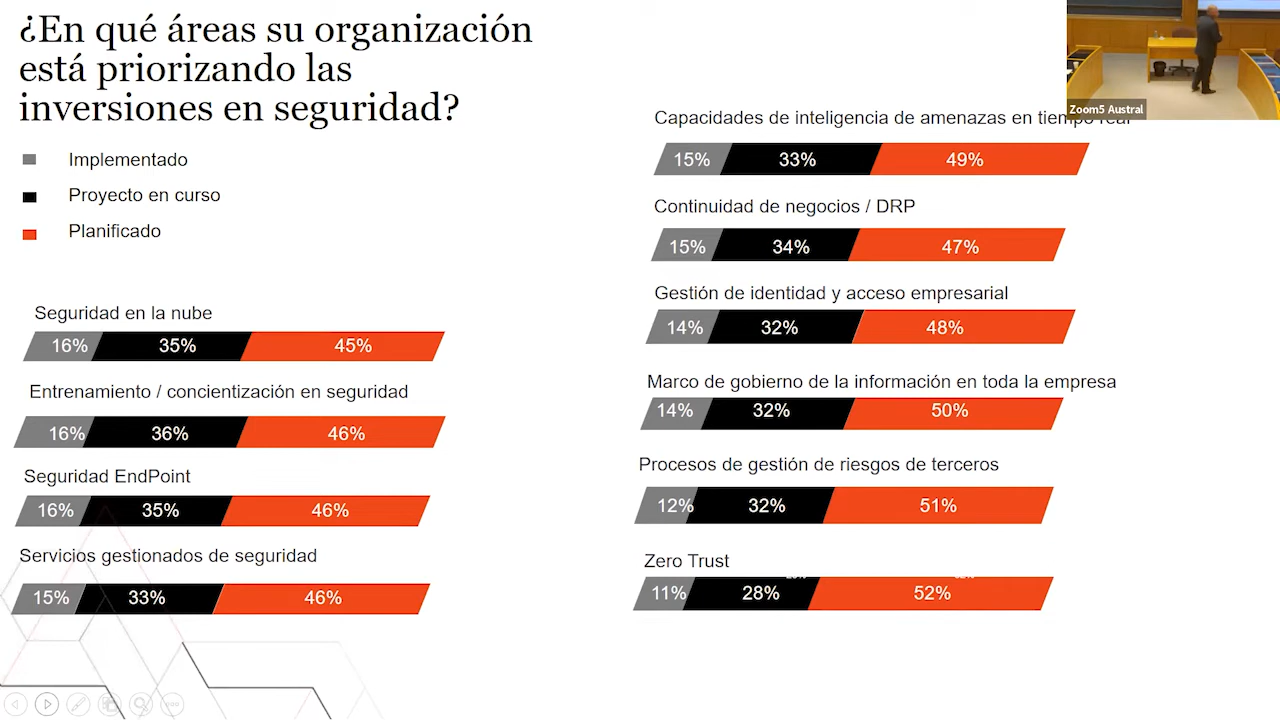 ¿En qué áreas su organización
está priorizando las
inversiones en seguridad?
Implementado
Proyecto en curso
Planificado
Seguridad en la nube
16% 35% 45%
Entrenamiento / concientización en seguridad
16% 36% 46%
Seguridad EndPoint
16% 35% 46%
Servicios gestionados de seguridad
15% 33% 46%
Zoom5 Austral
Capacidades de inteligencia de amenazas en tiempo real
15% 33% 49%
Continuidad de negocios / DRP
15% 34% 47%
Gestión de identidad y acceso empresarial
14% 32% 48%
Marco de gobierno de la información en toda la empresa
14% 32% 50%
Procesos de gestión de riesgos de terceros
12% 32% 51%
Zero Trust
11% 28% 52%